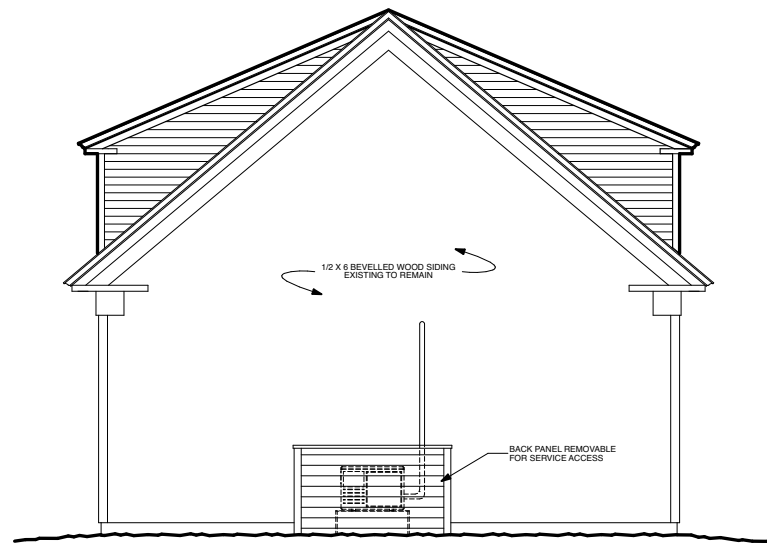 1/2 X 6 BEVELLED WOOD SIDING
EXISTING TO REMAIN
BACK PANEL REMOVABLE
FOR SERVICE ACCESS